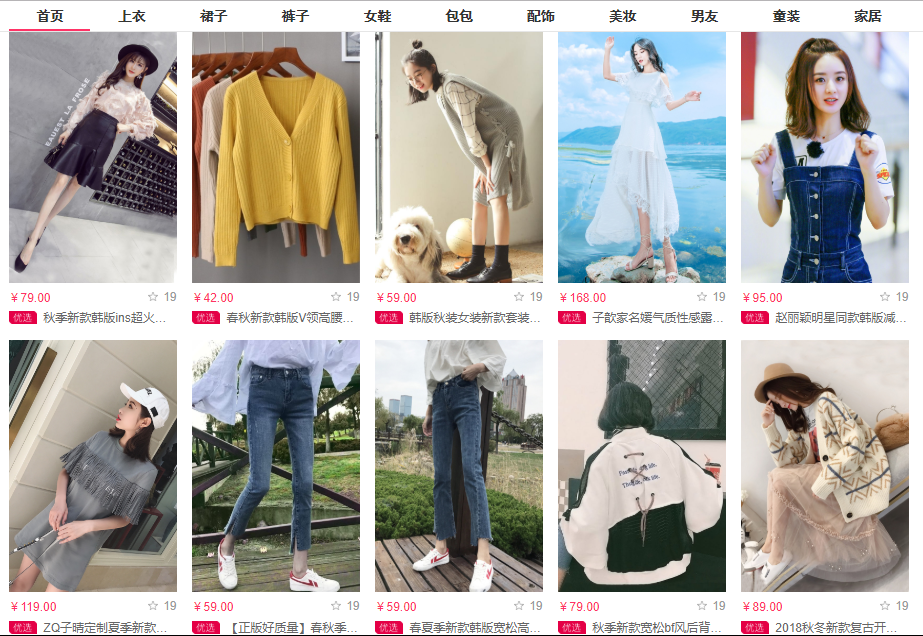 首页 上衣 裙子 裤子 女鞋 包包 配饰 美妆 男友 童装 家居
EAUEST LA FROSE
¥79.00 ☆ 19 ¥42.00 ☆ 19 ¥59.00 ☆ 19 ¥168.00 ☆ 19 ¥95.00 ☆ 19
优选 秋季新款韩版ins超火... 优选 春秋新款韩版V领高腰... 优选 韩版秋装女装新款套装... 优选 子歆家名媛气质性感露... 优选 赵丽颖明星同款韩版减...
¥119.00 ☆ 19 ¥59.00 ☆ 19 ¥59.00 ☆ 19 ¥79.00 ☆ 19 ¥89.00 ☆ 19
优选 ZQ子晴定制夏季新款... 优选 【正版好质量】春秋季... 优选 春夏季新款韩版宽松高... 优选 秋季新款宽松bf风后背... 优选 2018秋冬新款复古开...